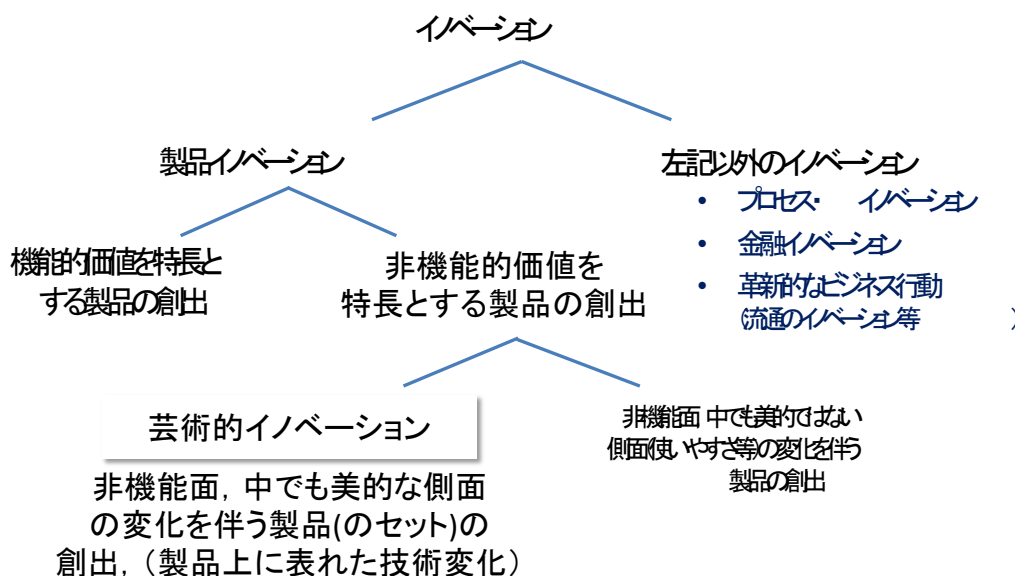 イノベーション
製品イノベーション
左記以外のイノベーション
• プロセス・ イノベーション
• 金融イノベーション
• 革新的なビジネス行動
(流通のイノベーション等 )
機能的価値を特長と
する製品の創出
非機能的価値を
特長とする製品の創出
芸術的イノベーション
非機能面, 中でも美的な側面
の変化を伴う製品(のセット)の
創出,（製品上に表れた技術変化）
非機能面 中でも美的ではない
側面(使いやすさ等)の変化を伴う
製品の創出